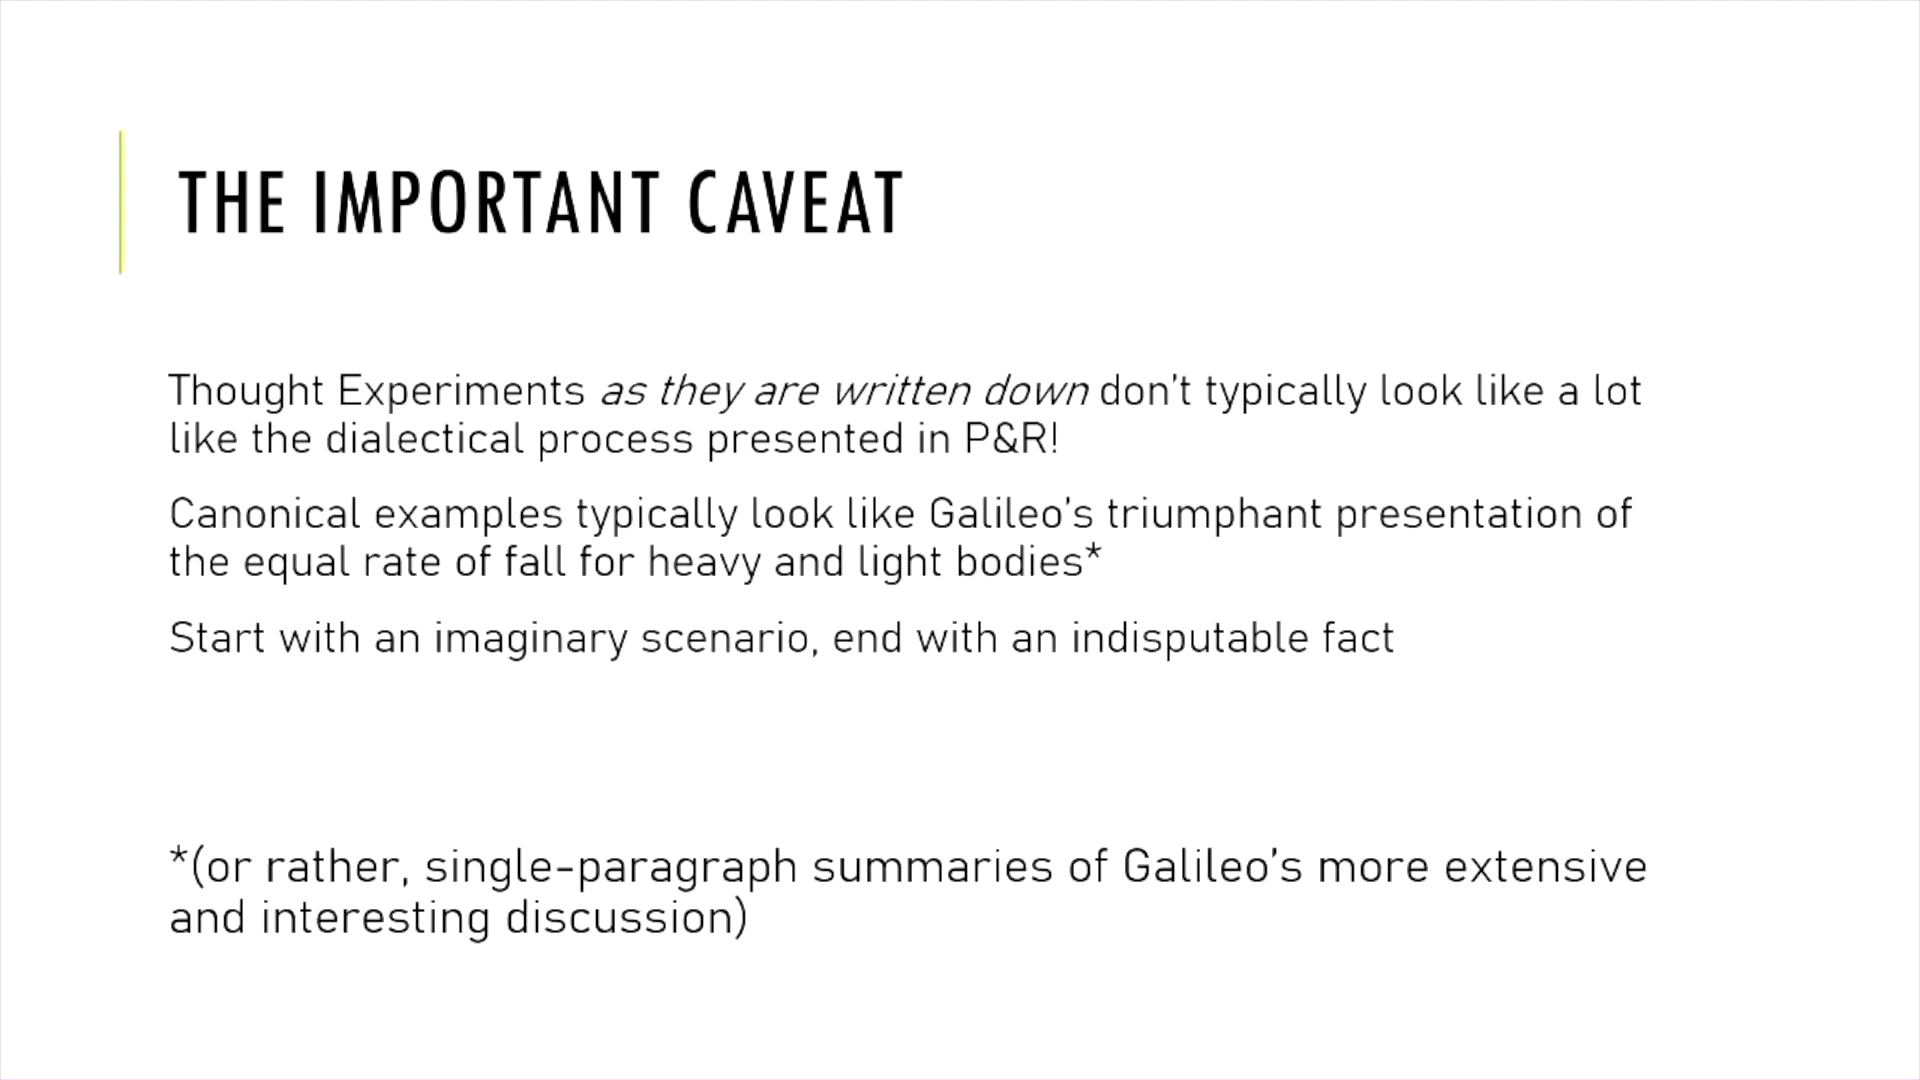 THE IMPORTANT CAVEAT
Thought Experiments as they are written down don't typically look like a lot
like the dialectical process presented in P&R!
Canonical examples typically look like Galileo's triumphant presentation of
the equal rate of fall for heavy and light bodies*
Start with an imaginary scenario, end with an indisputable fact
*(or rather, single-paragraph summaries of Galileo's more extensive
and interesting discussion)